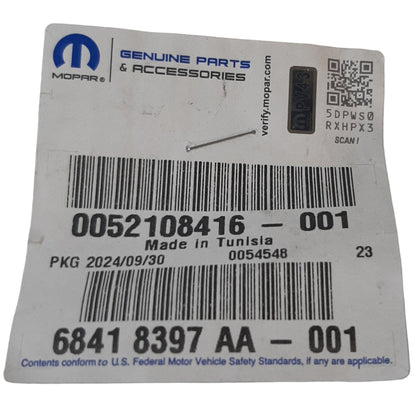 MOPAR®
GENUINE PARTS
& ACCESSORIES
verify.mopar.com
5DPWS0
RXHPX3
SCAN!
0052108416 - 001
Made in Tunisia
PKG 2024/09/30 0054548 23
6841 8397 AA - 001
Contents conform to U.S. Federal Motor Vehicle Safety Standards, if any are applicable.